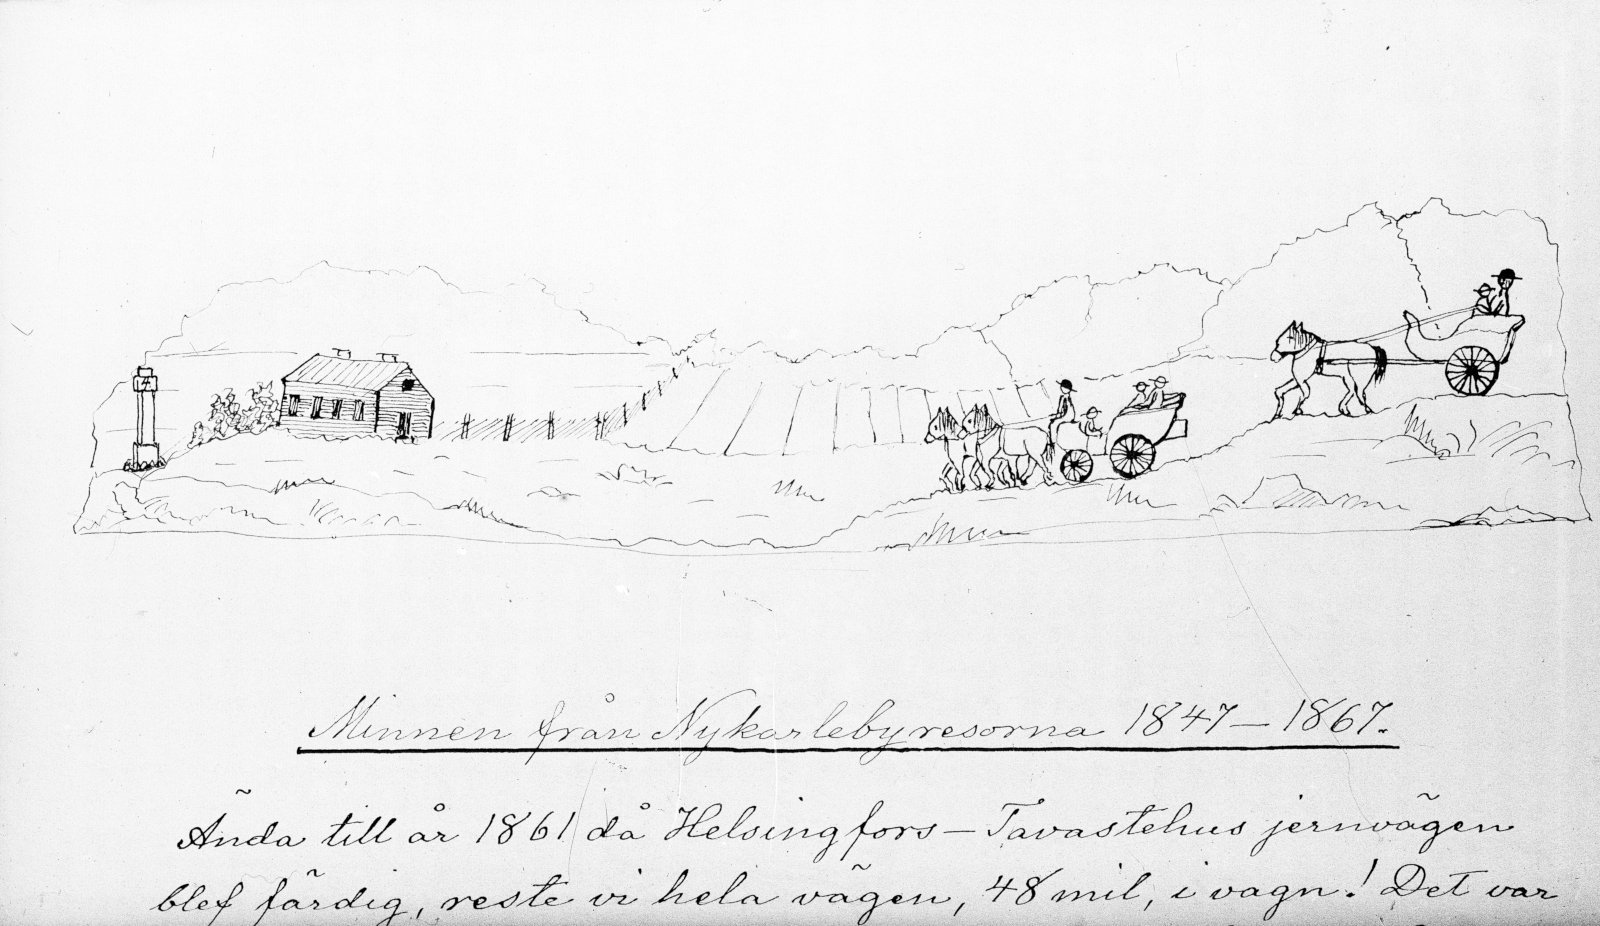 Minnen från Nykarlebyresorna 1847–1867.
Ända till år 1861 då Helsingfors–Tavastehus jernvägen
blef färdig, reste vi hela vägen, 48 mil, i vagn! Det var